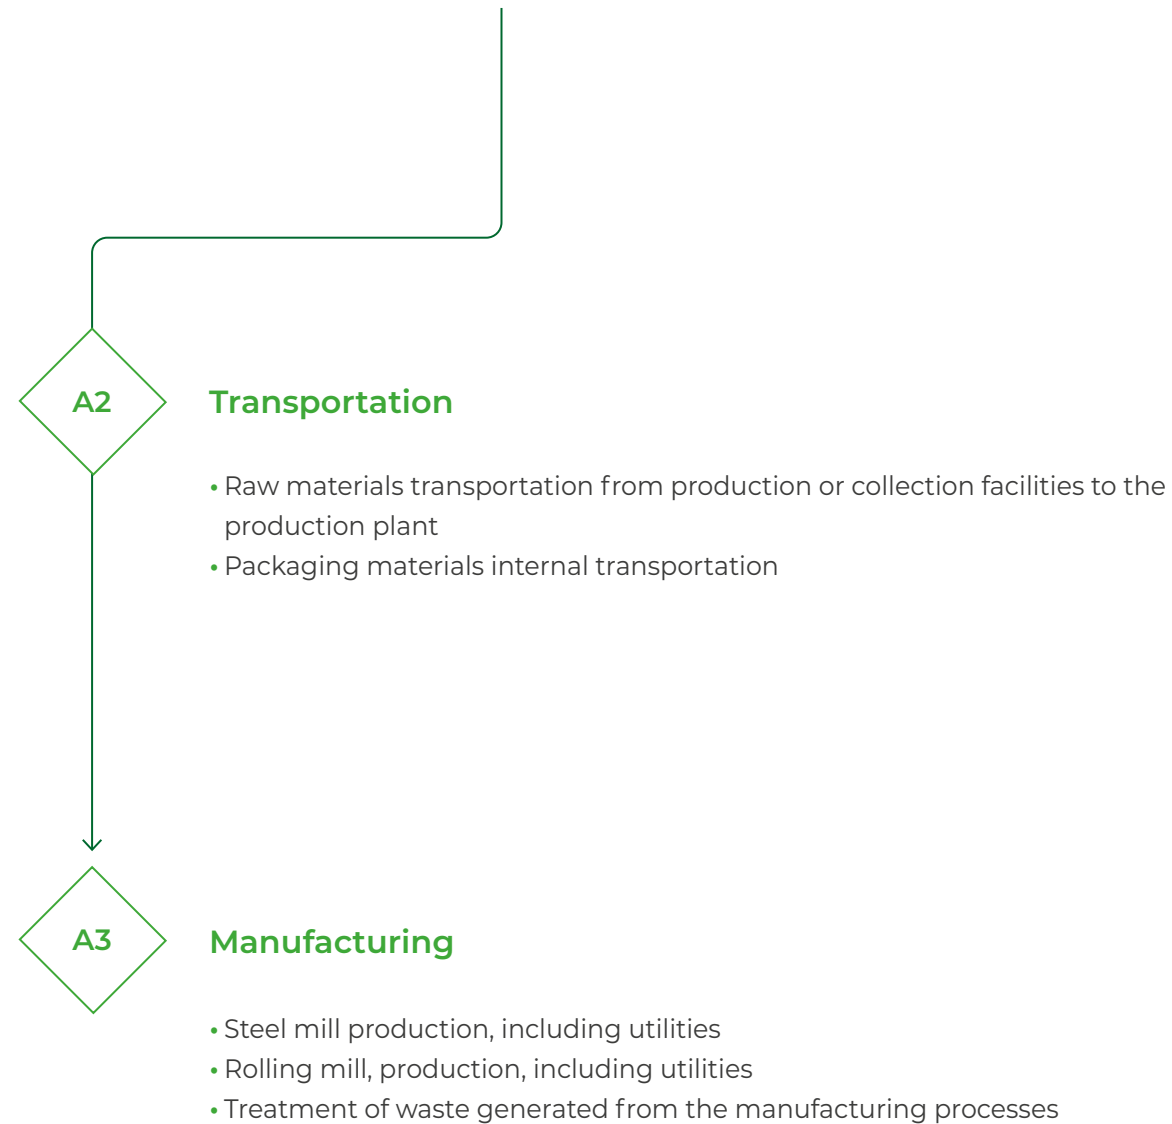 A2
Transportation
• Raw materials transportation from production or collection facilities to the
production plant
• Packaging materials internal transportation
A3
Manufacturing
• Steel mill production, including utilities
• Rolling mill, production, including utilities
• Treatment of waste generated from the manufacturing processes